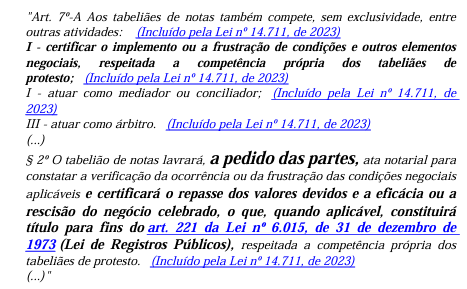 "Art. 7º-A Aos tabeliães de notas também compete, sem exclusividade, entre
outras atividades: (Incluído pela Lei nº 14.711, de 2023)
I - certificar o implemento ou a frustração de condições e outros elementos
negociais, respeitada a competência própria dos tabeliães de
protesto; (Incluído pela Lei nº 14.711, de 2023)
I - atuar como mediador ou conciliador; (Incluído pela Lei nº 14.711, de
2023)
III - atuar como árbitro. (Incluído pela Lei nº 14.711, de 2023)
(...)
§ 2º O tabelião de notas lavrará, a pedido das partes, ata notarial para
constatar a verificação da ocorrência ou da frustração das condições negociais
aplicáveis e certificará o repasse dos valores devidos e a eficácia ou a
rescisão do negócio celebrado, o que, quando aplicável, constituirá
título para fins do art. 221 da Lei nº 6.015, de 31 de dezembro de
1973 (Lei de Registros Públicos), respeitada a competência própria dos
tabeliães de protesto. (Incluído pela Lei nº 14.711, de 2023)
(...)"